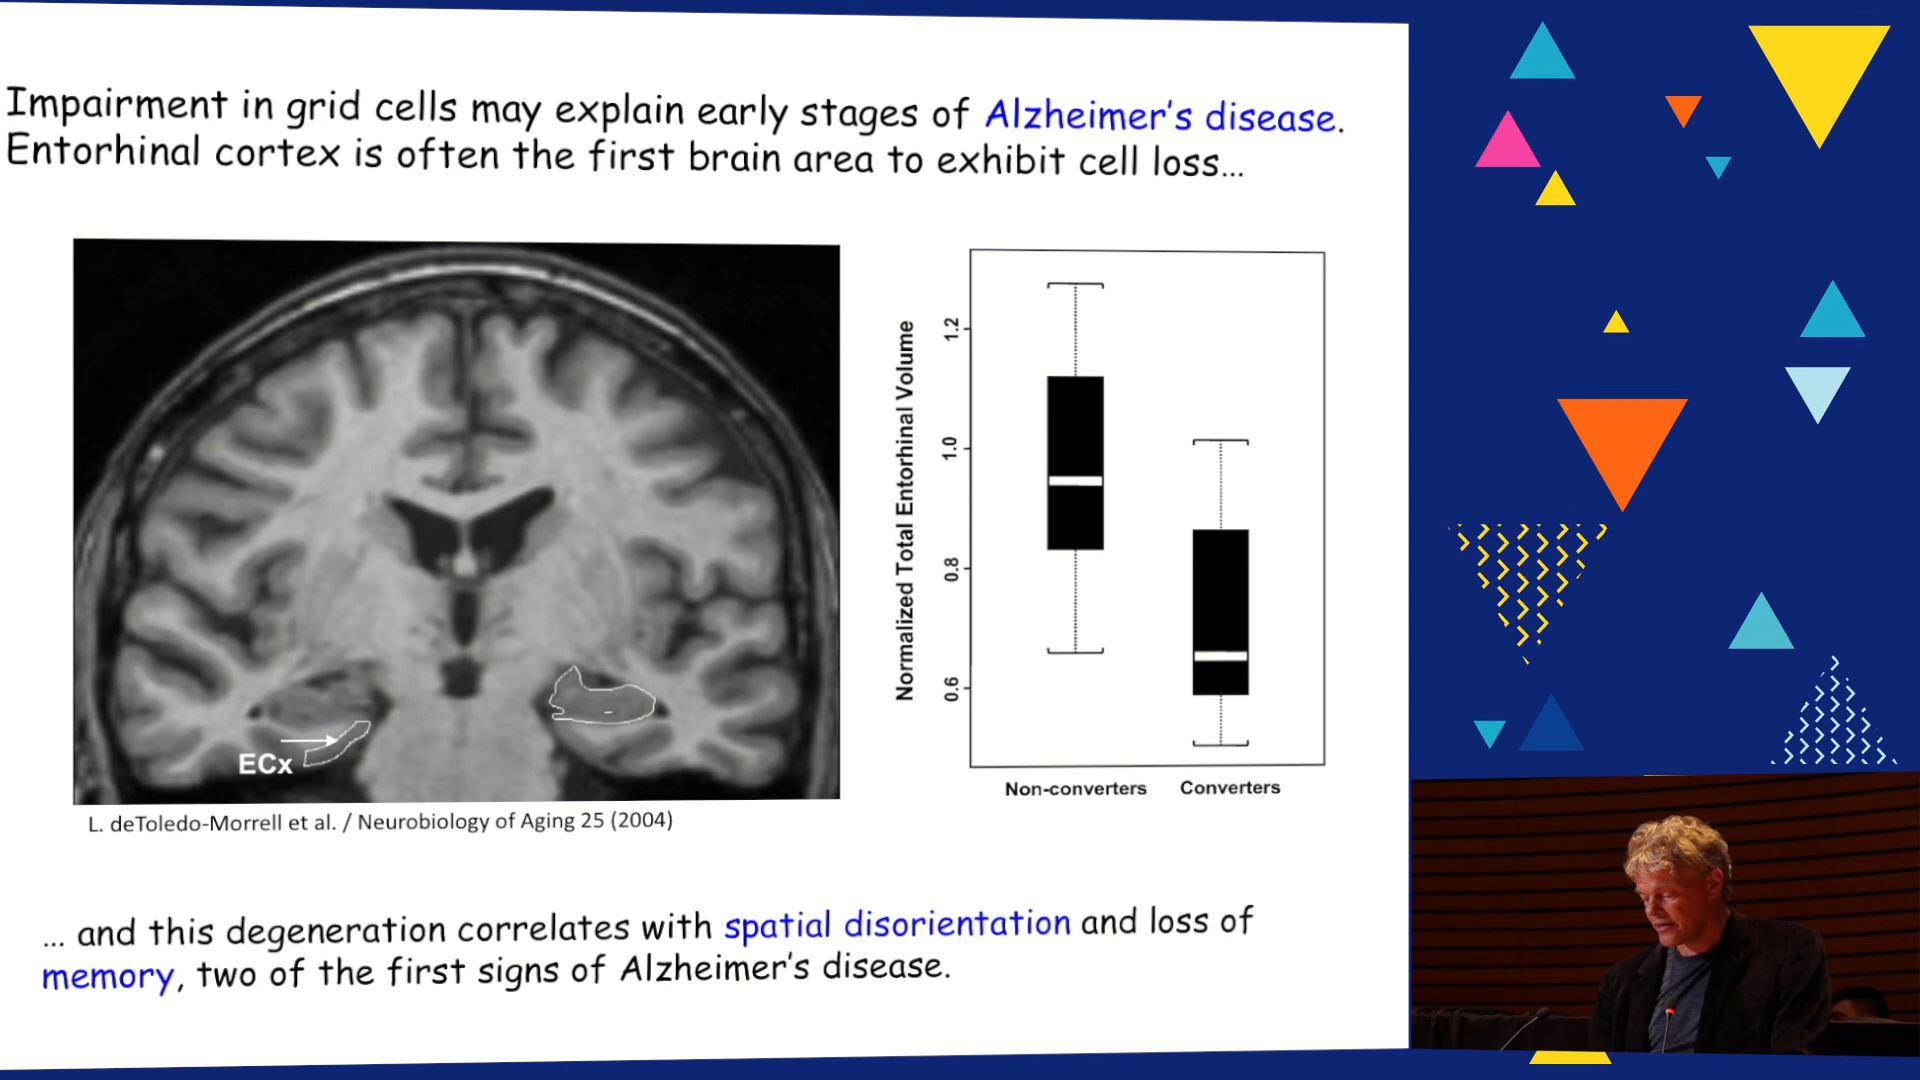 Impairment in grid cells may explain early stages of Alzheimer's disease.
Entorhinal cortex is often the first brain area to exhibit cell loss...
ECx
L. deToledo-Morrell et al. / Neurobiology of Aging 25 (2004)
Normalized Total Entorhinal Volume
1.2
1.0
0.8
0.6
Non-converters Converters
... and this degeneration correlates with spatial disorientation and loss of
memory, two of the first signs of Alzheimer's disease.